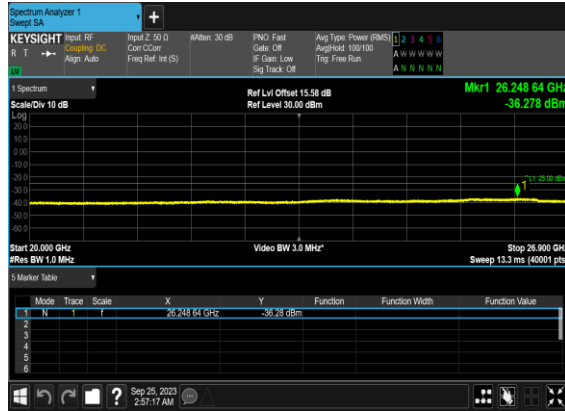 Spectrum Analyzer 1
Swept SA
+
KEYSIGHT
R T
LW
Input: RF
Coupling: DC
Align: Auto
Input Z: 50 Ω
Corr CCorr
Freq Ref: Int (S)
#Atten: 30 dB
PNO: Fast
Gate: Off
IF Gain: Low
Sig Track: Off
Avg Type: Power (RMS)
Avg|Hold: 100/100
Trig: Free Run
1 2 3 4 5 6
A W W W W W
A N N N N N
1 Spectrum
Scale/Div 10 dB
Ref Lvl Offset 15.58 dB
Ref Level 30.00 dBm
Mkr1 26.248 64 GHz
-36.278 dBm
Log
20.0
10.0
0.00
-10.0
-20.0
-30.0
-40.0
-50.0
-60.0
1
DL1 -25.00 dBm
Start 20.000 GHz
#Res BW 1.0 MHz
Video BW 3.0 MHz*
Stop 26.900 GHz
Sweep 13.3 ms (40001 pts)
5 Marker Table
Mode Trace Scale X Y Function Function Width Function Value
1 N 1 f 26.248 64 GHz -36.28 dBm
2
3
4
5
6
?
Sep 25, 2023
2:57:17 AM